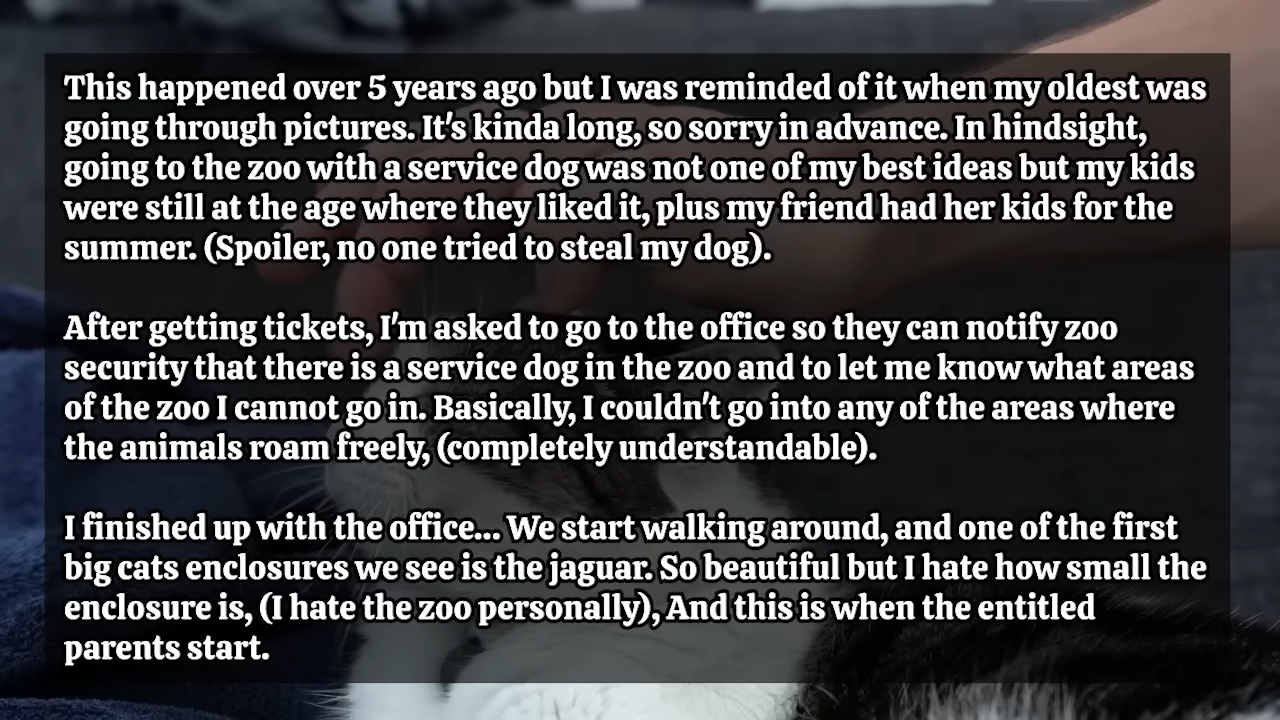 This happened over 5 years ago but I was reminded of it when my oldest was
going through pictures. It's kinda long, so sorry in advance. In hindsight,
going to the zoo with a service dog was not one of my best ideas but my kids
were still at the age where they liked it, plus my friend had her kids for the
summer. (Spoiler, no one tried to steal my dog).
After getting tickets, I'm asked to go to the office so they can notify zoo
security that there is a service dog in the zoo and to let me know what areas
of the zoo I cannot go in. Basically, I couldn't go into any of the areas where
the animals roam freely, (completely understandable).
I finished up with the office... We start walking around, and one of the first
big cats enclosures we see is the jaguar. So beautiful but I hate how small the
enclosure is, (I hate the zoo personally), And this is when the entitled
parents start.